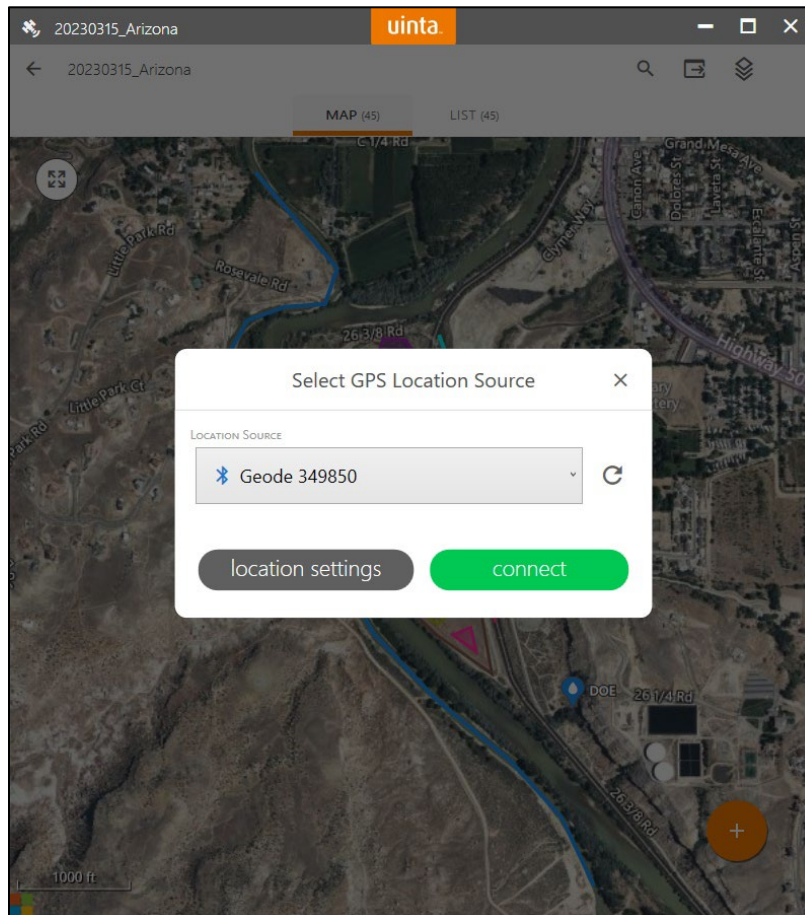 20230315_Arizona
uinta.
20230315_Arizona
MAP (45)
LIST (45)
C 1/4 Rd
Grand Mesa Ave
Canon Ave
Dolores St
Laveta St
Escalante St
Aspen St
Clymer Way
Little Park Rd
Rosevale Rd
26 3/8 Rd
Little Park Ct
Park Rd
Select GPS Location Source
LOCATION SOURCE
Geode 349850
location settings
connect
DOE
26 1/4 Rd
26 3/8 Rd
1000 ft